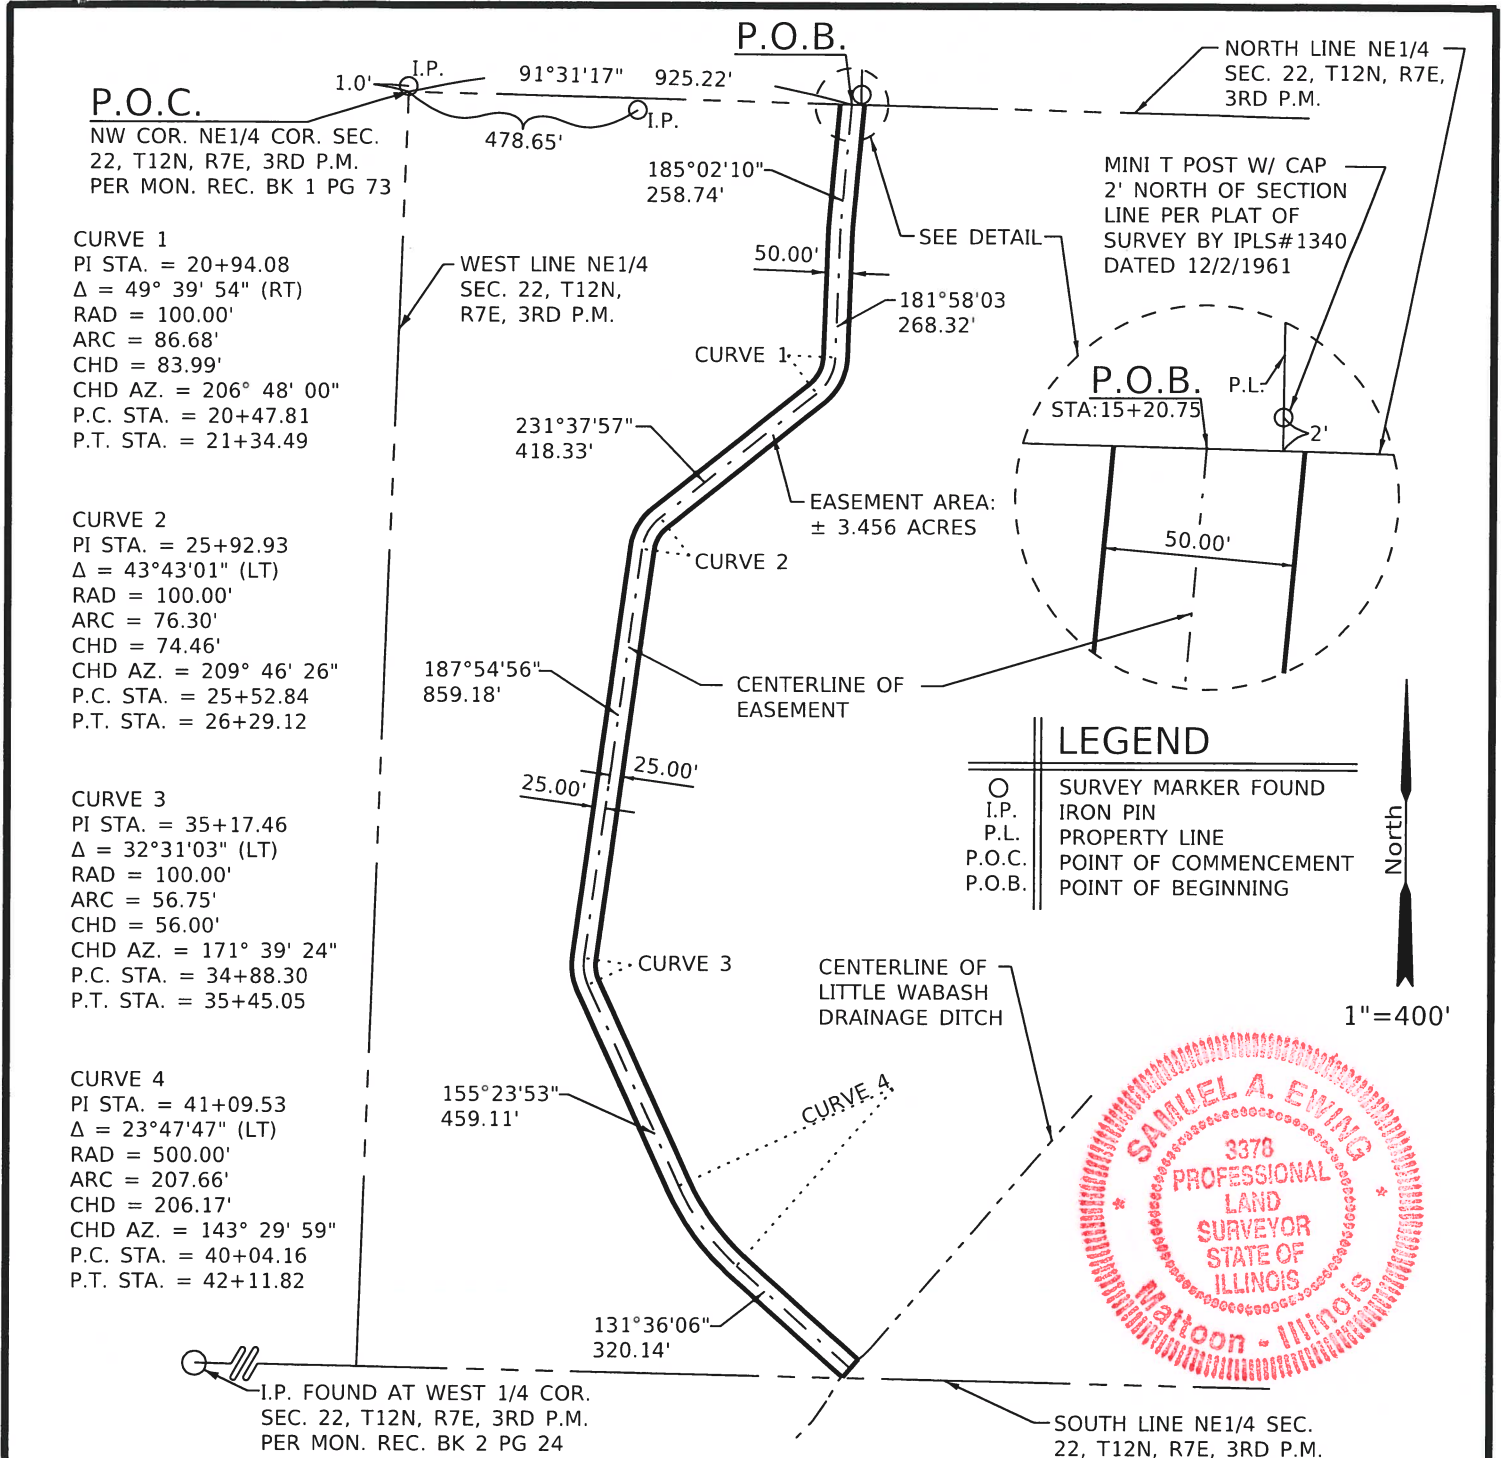 P.O.B.
I.P.
1.0'
91°31'17" 925.22'
NORTH LINE NE1/4
SEC. 22, T12N, R7E,
3RD P.M.
P.O.C.
NW COR. NE1/4 COR. SEC.
22, T12N, R7E, 3RD P.M.
PER MON. REC. BK 1 PG 73
478.65'
I.P.
185°02'10"
258.74'
MINI T POST W/ CAP
2' NORTH OF SECTION
LINE PER PLAT OF
SURVEY BY IPLS#1340
DATED 12/2/1961
SEE DETAIL
CURVE 1
PI STA. = 20+94.08
Δ = 49° 39' 54" (RT)
RAD = 100.00'
ARC = 86.68'
CHD = 83.99'
CHD AZ. = 206° 48' 00"
P.C. STA. = 20+47.81
P.T. STA. = 21+34.49
WEST LINE NE1/4
SEC. 22, T12N,
R7E, 3RD P.M.
50.00'
181°58'03
268.32'
CURVE 1
P.O.B.
STA:15+20.75
P.L.
2'
50.00'
231°37'57"
418.33'
EASEMENT AREA:
± 3.456 ACRES
CURVE 2
CURVE 2
PI STA. = 25+92.93
Δ = 43°43'01" (LT)
RAD = 100.00'
ARC = 76.30'
CHD = 74.46'
CHD AZ. = 209° 46' 26"
P.C. STA. = 25+52.84
P.T. STA. = 26+29.12
187°54'56"
859.18'
CENTERLINE OF
EASEMENT
25.00'
25.00'
LEGEND
SURVEY MARKER FOUND
I.P. IRON PIN
P.L. PROPERTY LINE
P.O.C. POINT OF COMMENCEMENT
P.O.B. POINT OF BEGINNING
North
1"=400'
CURVE 3
PI STA. = 35+17.46
Δ = 32°31'03" (LT)
RAD = 100.00'
ARC = 56.75'
CHD = 56.00'
CHD AZ. = 171° 39' 24"
P.C. STA. = 34+88.30
P.T. STA. = 35+45.05
CURVE 3
CENTERLINE OF
LITTLE WABASH
DRAINAGE DITCH
CURVE 4
PI STA. = 41+09.53
Δ = 23°47'47" (LT)
RAD = 500.00'
ARC = 207.66'
CHD = 206.17'
CHD AZ. = 143° 29' 59"
P.C. STA. = 40+04.16
P.T. STA. = 42+11.82
155°23'53"
459.11'
CURVE 4
131°36'06"
320.14'
SAMUEL A. EWING
3378
PROFESSIONAL
LAND
SURVEYOR
STATE OF
ILLINOIS
Mattoon - Illinois
I.P. FOUND AT WEST 1/4 COR.
SEC. 22, T12N, R7E, 3RD P.M.
PER MON. REC. BK 2 PG 24
SOUTH LINE NE1/4 SEC.
22, T12N, R7E, 3RD P.M.